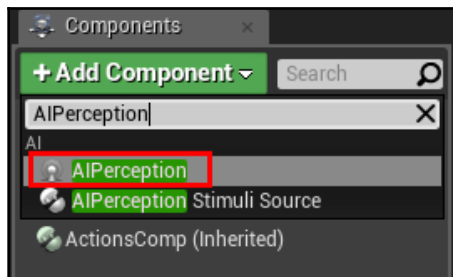 Components
+ Add Component Search
AIPerception
AI
AIPerception
AIPerception Stimuli Source
ActionsComp (Inherited)